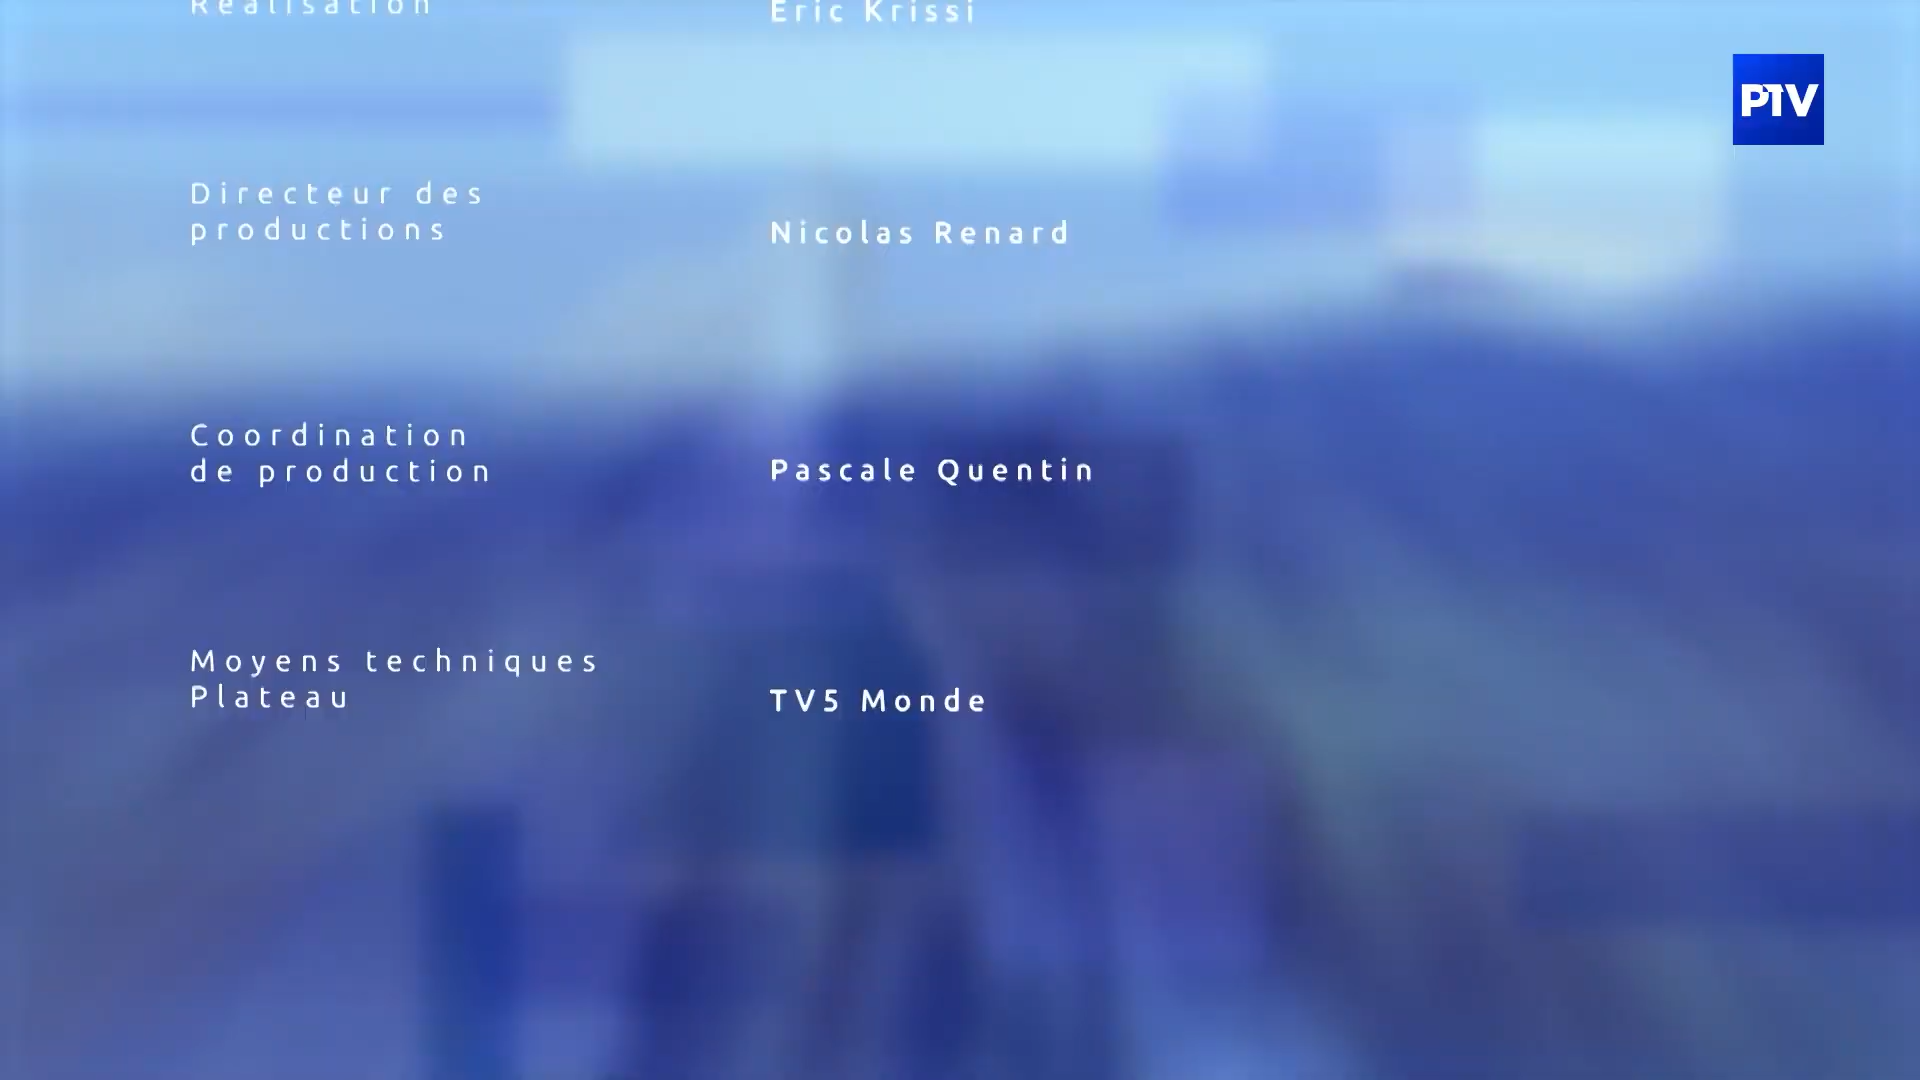 Réalisation
Eric Krissi
PTV
Directeur des
productions
Nicolas Renard
Coordination
de production
Pascale Quentin
Moyens techniques
Plateau
TV5 Monde